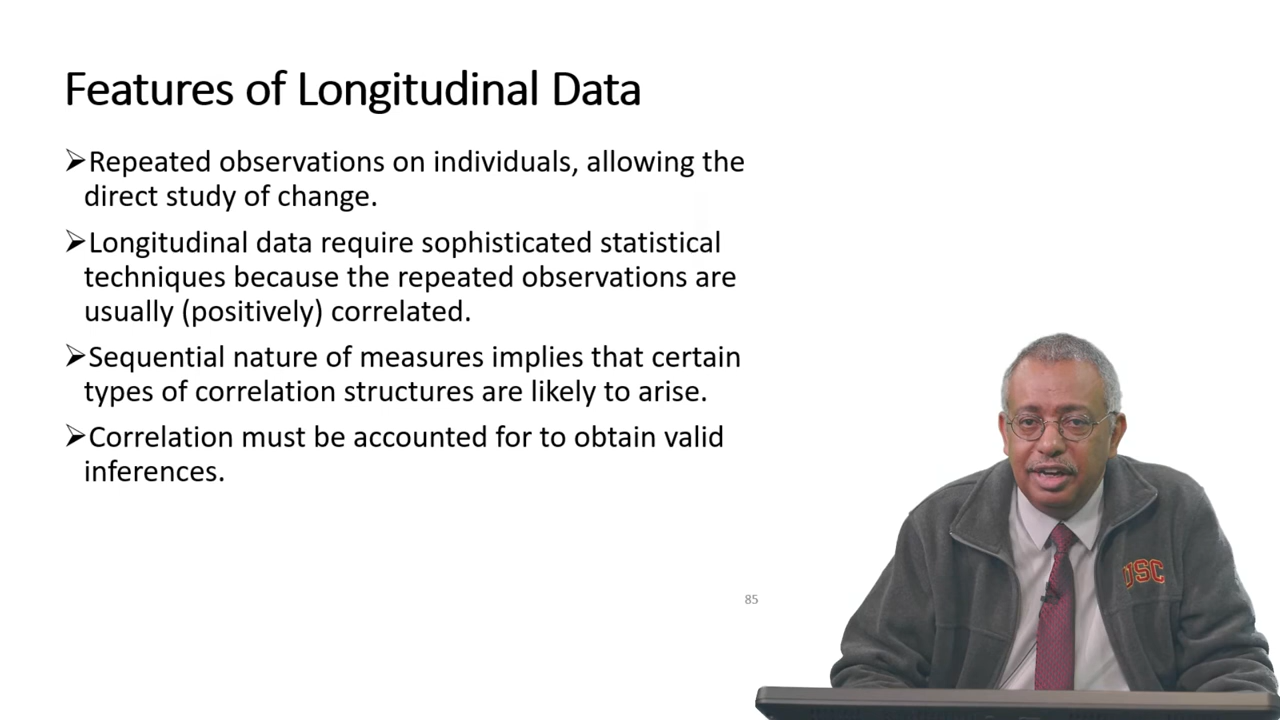 Features of Longitudinal Data
➢Repeated observations on individuals, allowing the
direct study of change.
➢Longitudinal data require sophisticated statistical
techniques because the repeated observations are
usually (positively) correlated.
➢Sequential nature of measures implies that certain
types of correlation structures are likely to arise.
➢Correlation must be accounted for to obtain valid
inferences.
USC
85